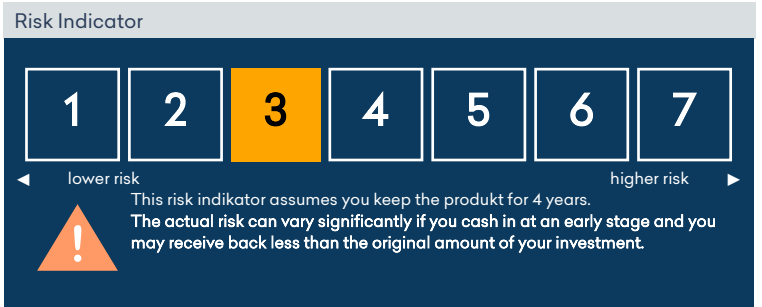 Risk Indicator
1 2 3 4 5 6 7
lower risk higher risk
This risk indikator assumes you keep the produkt for 4 years.
The actual risk can vary significantly if you cash in at an early stage and you
may receive back less than the original amount of your investment.
!